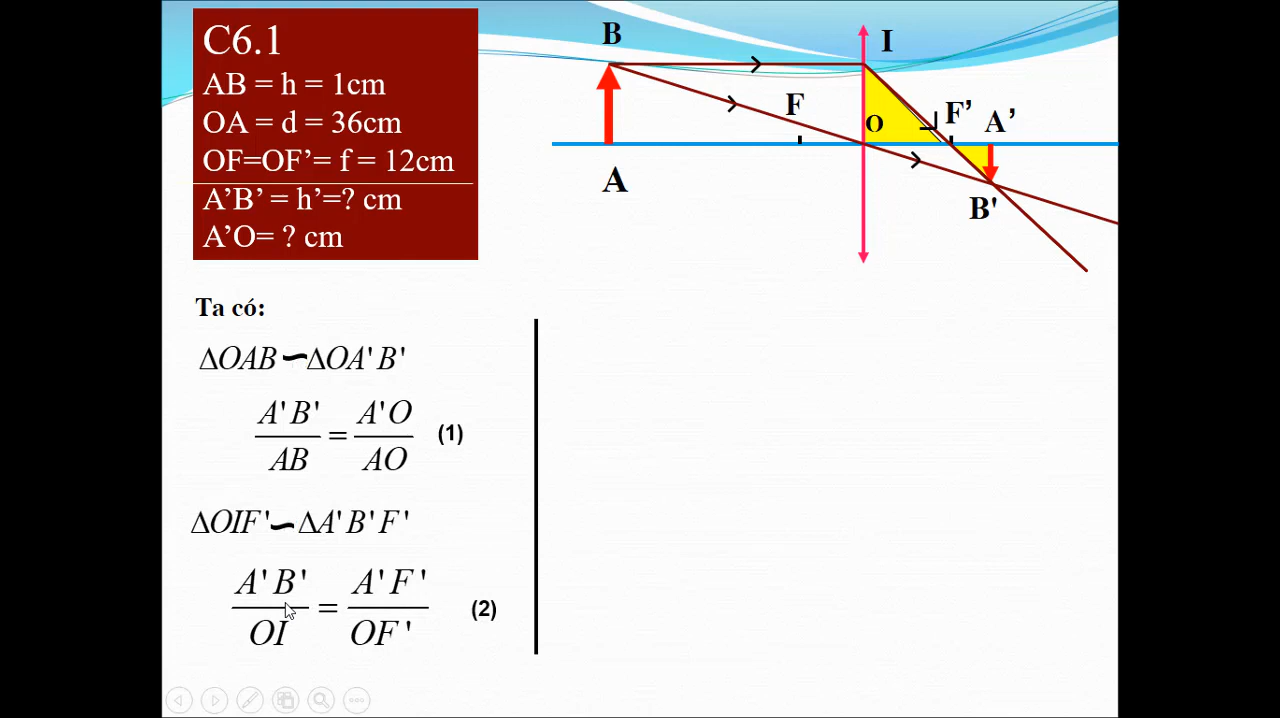 C6.1
AB = h = 1cm
OA = d = 36cm
OF=OF’= f = 12cm
A’B’ = h’=? cm
A’O= ? cm
B
I
F
O
F’
A’
A
B'
Ta có:
ΔOAB∽ΔOA'B'
A'B'/AB = A'O/AO (1)
ΔOIF'∽ΔA'B'F'
A'B'/OI = A'F'/OF' (2)